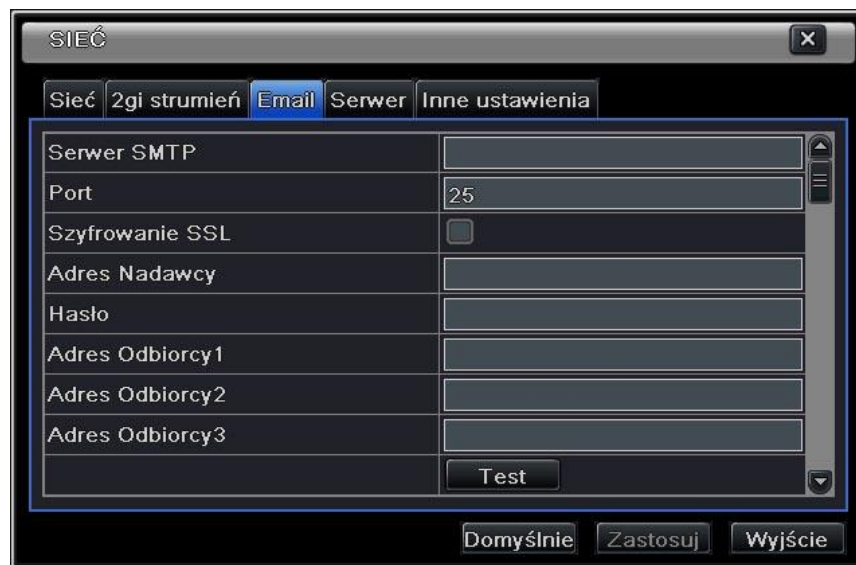 SIEĆ
Sieć 2gi strumień Email Serwer Inne ustawienia
Serwer SMTP
Port 25
Szyfrowanie SSL
Adres Nadawcy
Hasło
Adres Odbiorcy1
Adres Odbiorcy2
Adres Odbiorcy3
Test
Domyślnie Zastosuj Wyjście